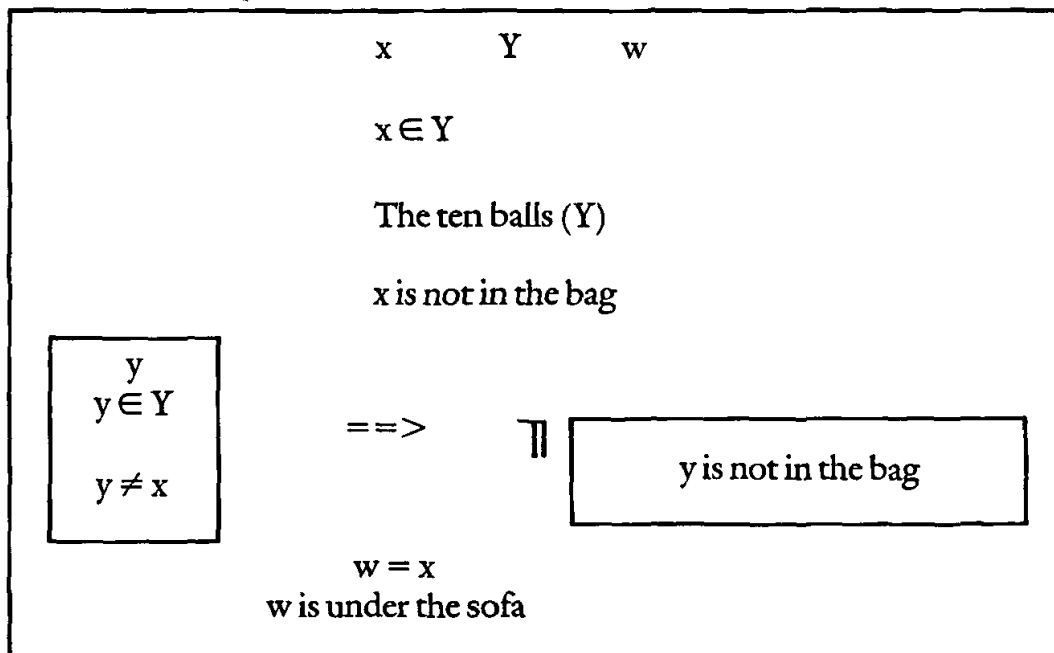 x Y w
x ∈ Y
The ten balls (Y)
x is not in the bag
y
y ∈ Y
y ≠ x
==> ⅂⅂
y is not in the bag
w = x
w is under the sofa